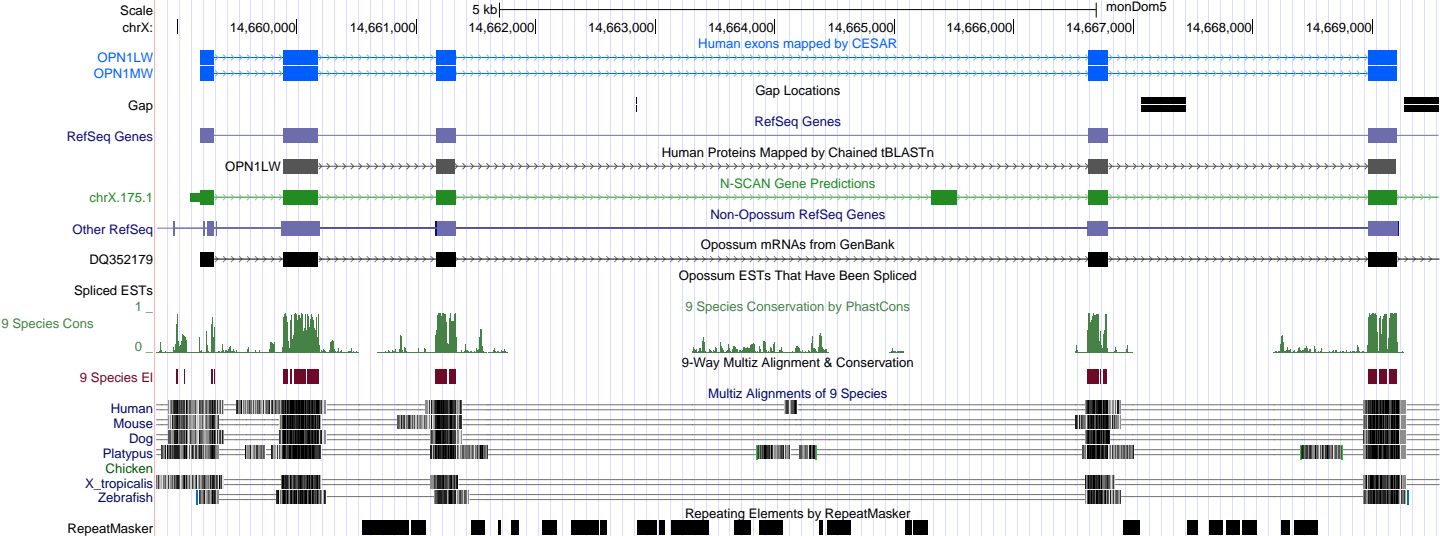 Scale 5 kb monDom5
chrX: 14,660,000 14,661,000 14,662,000 14,663,000 14,664,000 14,665,000 14,666,000 14,667,000 14,668,000 14,669,000
Human exons mapped by CESAR
OPN1LW
OPN1MW
Gap Locations
Gap
RefSeq Genes
RefSeq Genes
Human Proteins Mapped by Chained tBLASTn
OPN1LW
N-SCAN Gene Predictions
chrX.175.1
Non-Opossum RefSeq Genes
Other RefSeq
Opossum mRNAs from GenBank
DQ352179
Opossum ESTs That Have Been Spliced
Spliced ESTs
9 Species Conservation by PhastCons
1 _
9 Species Cons
0 _
9-Way Multiz Alignment & Conservation
9 Species El
Multiz Alignments of 9 Species
Human
Mouse
Dog
Platypus
Chicken
X_tropicalis
Zebrafish
Repeating Elements by RepeatMasker
RepeatMasker